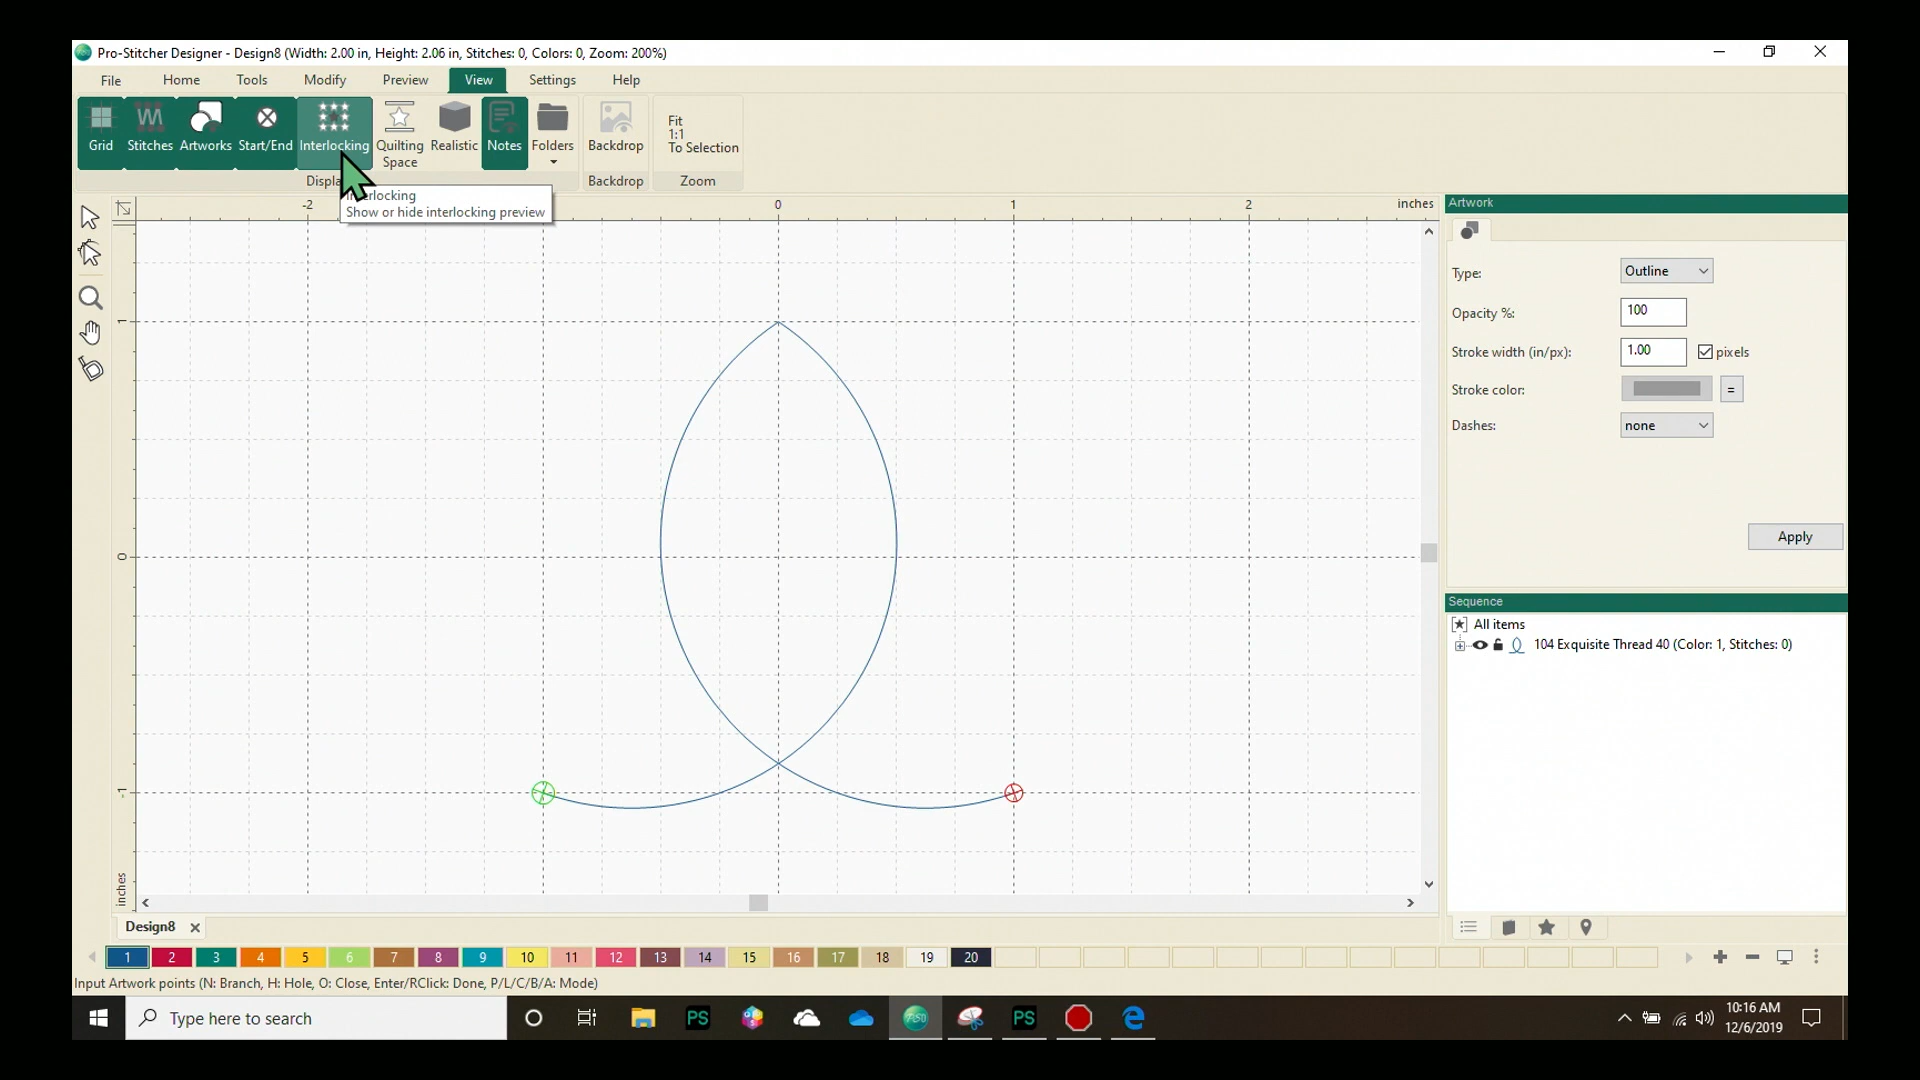 Pro-Stitcher Designer - Design8 (Width: 2.00 in, Height: 2.06 in, Stitches: 0, Colors: 0, Zoom: 200%)
File Home Tools Modify Preview View Settings Help
Grid Stitches Artworks Start/End Interlocking Quilting Space Realistic Notes Folders Backdrop
Fit
1:1
To Selection
Backdrop Zoom
Show or hide interlocking preview
-2 0 1 2 inches
1
0
-1
inches
Artwork
Type: Outline
Opacity %: 100
Stroke width (in/px): 1.00 pixels
Stroke color: =
Dashes: none
Apply
Sequence
All items
104 Exquisite Thread 40 (Color: 1, Stitches: 0)
Design8
1 2 3 4 5 6 7 8 9 10 11 12 13 14 15 16 17 18 19 20
Input Artwork points (N: Branch, H: Hole, O: Close, Enter/RClick: Done, P/L/C/B/A: Mode)
Type here to search
PS
PS
10:16 AM
12/6/2019